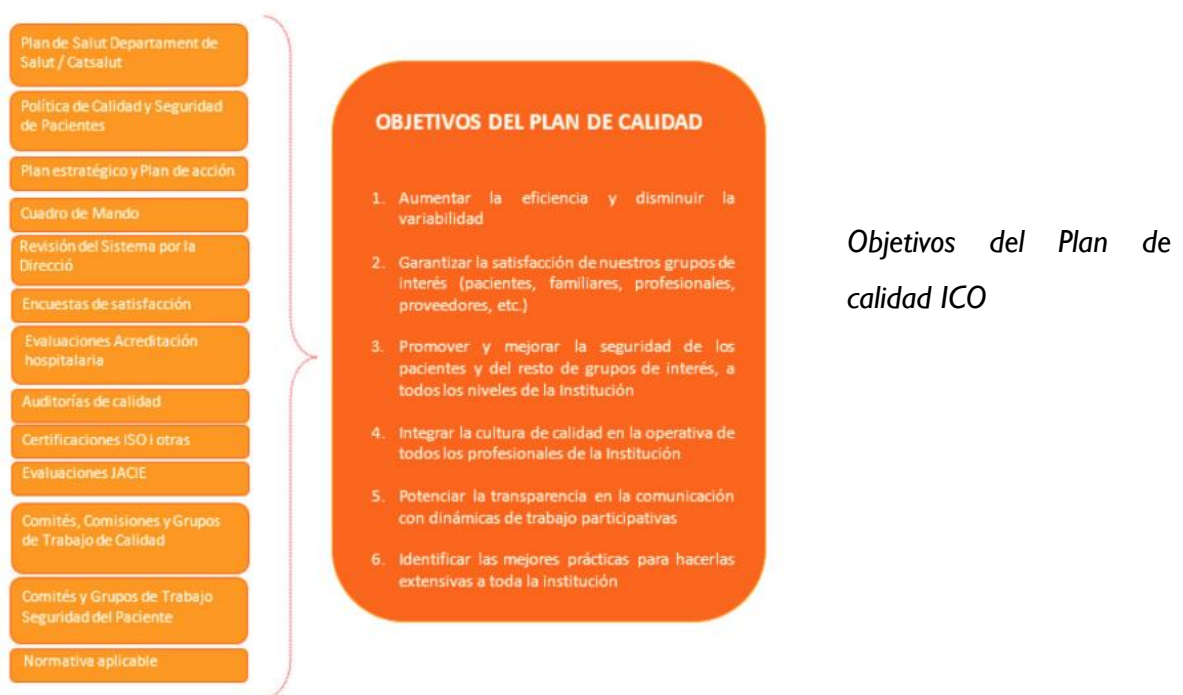 Plan de Salut Departament de
Salut / Catsalut
Política de Calidad y Seguridad
de Pacientes
Plan estratégico y Plan de acción
Cuadro de Mando
Revisión del Sistema por la
Direcció
Encuestas de satisfacción
Evaluaciones Acreditación
hospitalaria
Auditorías de calidad
Certificaciones ISO i otras
Evaluaciones JACIE
Comités, Comisiones y Grupos
de Trabajo de Calidad
Comités y Grupos de Trabajo
Seguridad del Paciente
Normativa aplicable
OBJETIVOS DEL PLAN DE CALIDAD
1. Aumentar la eficiencia y disminuir la
variabilidad
2. Garantizar la satisfacción de nuestros grupos de
interés (pacientes, familiares, profesionales,
proveedores, etc.)
3. Promover y mejorar la seguridad de los
pacientes y del resto de grupos de interés, a
todos los niveles de la Institución
4. Integrar la cultura de calidad en la operativa de
todos los profesionales de la Institución
5. Potenciar la transparencia en la comunicación
con dinámicas de trabajo participativas
6. Identificar las mejores prácticas para hacerlas
extensivas a toda la institución
Objetivos del Plan de
calidad ICO